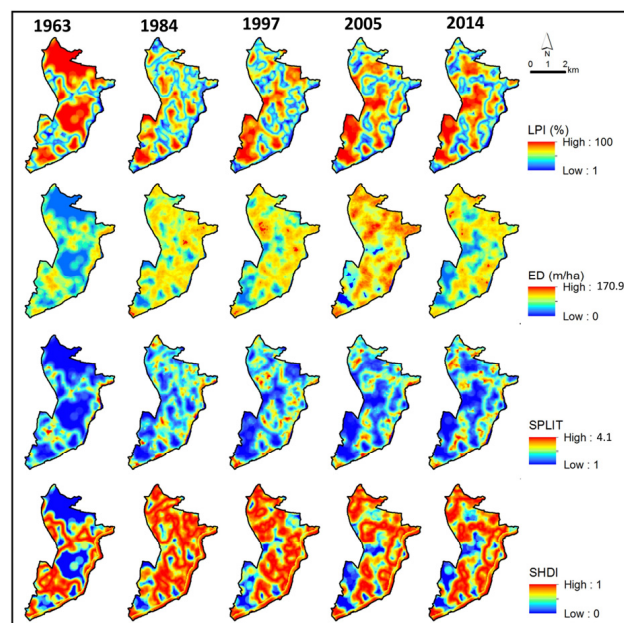 1963 1984 1997 2005 2014
N
0 1 2
km
LPI (%)
High : 100
Low : 1
ED (m/ha)
High : 170.9
Low : 0
SPLIT
High : 4.1
Low : 1
SHDI
High : 1
Low : 0